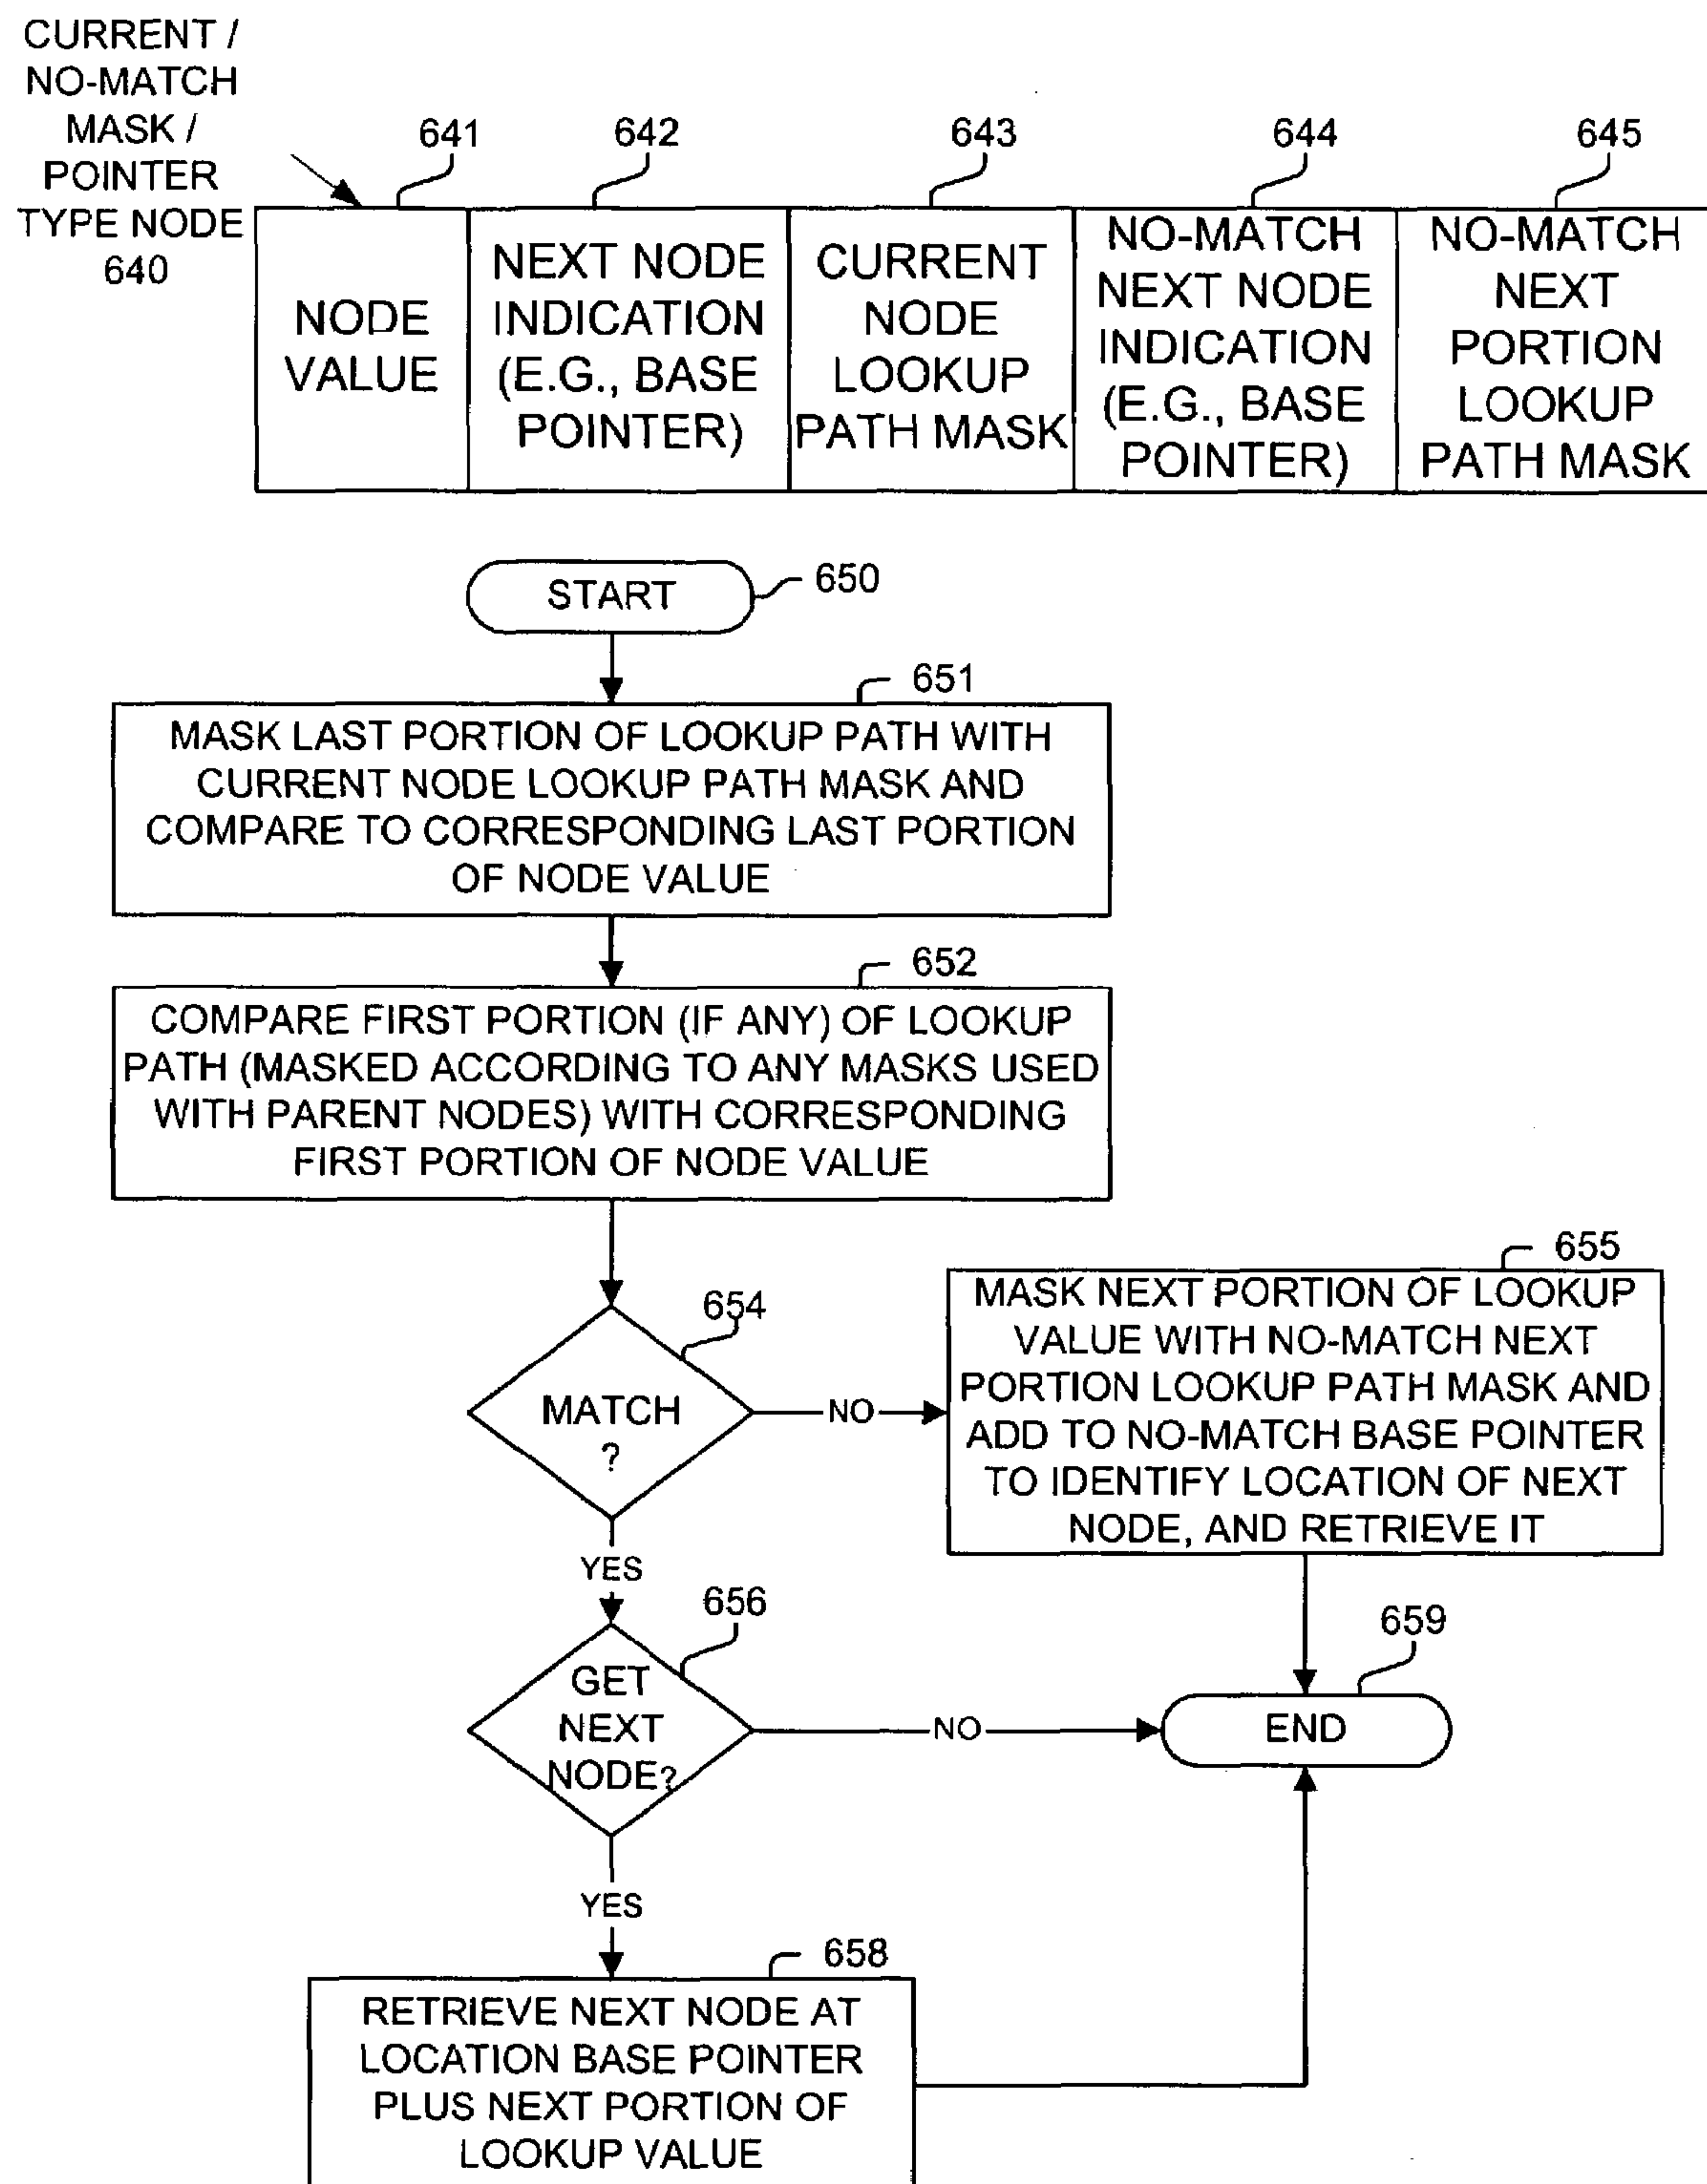 CURRENT /
NO-MATCH
MASK /
POINTER
TYPE NODE
640
641
642
643
644
645
NODE
VALUE
NEXT NODE
INDICATION
(E.G., BASE
POINTER)
CURRENT
NODE
LOOKUP
PATH MASK
NO-MATCH
NEXT NODE
INDICATION
(E.G., BASE
POINTER)
NO-MATCH
NEXT
PORTION
LOOKUP
PATH MASK
START
650
651
MASK LAST PORTION OF LOOKUP PATH WITH
CURRENT NODE LOOKUP PATH MASK AND
COMPARE TO CORRESPONDING LAST PORTION
OF NODE VALUE
652
COMPARE FIRST PORTION (IF ANY) OF LOOKUP
PATH (MASKED ACCORDING TO ANY MASKS USED
WITH PARENT NODES) WITH CORRESPONDING
FIRST PORTION OF NODE VALUE
654
MATCH
?
NO
655
MASK NEXT PORTION OF LOOKUP
VALUE WITH NO-MATCH NEXT
PORTION LOOKUP PATH MASK AND
ADD TO NO-MATCH BASE POINTER
TO IDENTIFY LOCATION OF NEXT
NODE, AND RETRIEVE IT
YES
656
GET
NEXT
NODE?
NO
659
END
YES
658
RETRIEVE NEXT NODE AT
LOCATION BASE POINTER
PLUS NEXT PORTION OF
LOOKUP VALUE